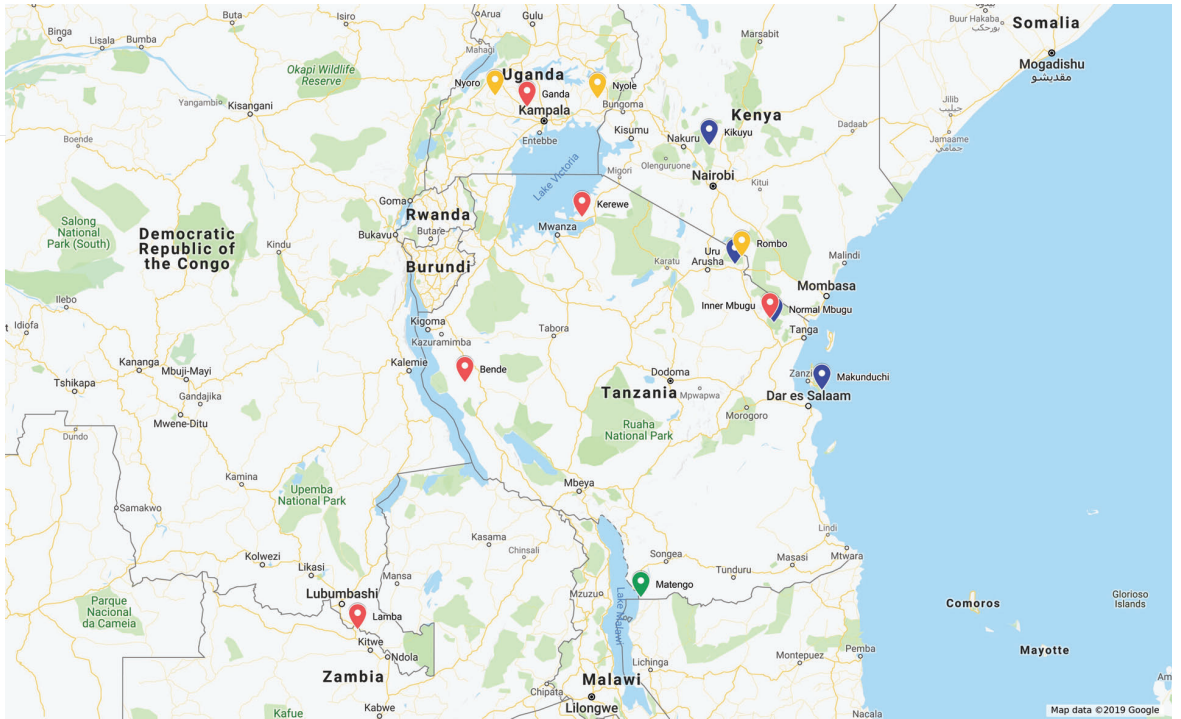 Buta
Isiro
Arua
Gulu
Somalia
Buur Hakaba
بورحكبة
Binga
Lisala
Bumba
Mahagi
Marsabit
Mogadishu
مقديشو
Okapi Wildlife
Reserve
Nyoro
Uganda
Ganda
Nyole
Yangambi
Kisangani
Kampala
Bungoma
Kenya
Jilib
جيليب
Boende
Entebbe
Kisumu
Nakuru
Kikuyu
Dadaab
Jamaame
جمامي
Olenguruone
Lake Victoria
Migori
Nairobi
Kitui
Goma
Rwanda
Kerewe
Salong
National
Park (South)
Democratic
Republic of
the Congo
Kindu
Bukavu
Butare
Mwanza
Burundi
Karatu
Uru
Arusha
Rombo
Malindi
Ilebo
Mombasa
Inner Mbugu
Normal Mbugu
t
Idiofa
Kigoma
Kazuramimba
Tabora
Tanga
Kananga
Mbuji-Mayi
Kalemie
Bende
Dodoma
Zanzi
Makunduchi
Tshikapa
Gandajika
Tanzania
Mpwapwa
Dar es Salaam
Mwene-Ditu
Morogoro
Dundo
Ruaha
National Park
Kamina
Upemba
National Park
Mbeya
Samakwo
Lindi
Kasama
Chinsali
Kolwezi
Likasi
Songea
Masasi
Mtwara
Mansa
Tunduru
Lubumbashi
Mzuzu
Lake Malawi
Matengo
Parque
Nacional
da Cameia
Lamba
Comoros
Glorioso
Islands
Kitwe
Ndola
Lichinga
Montepuez
Pemba
Mayotte
Zambia
Chipata
Malawi
Am
Kafue
Kabwe
Lilongwe
Nacala
Map data ©2019 Google